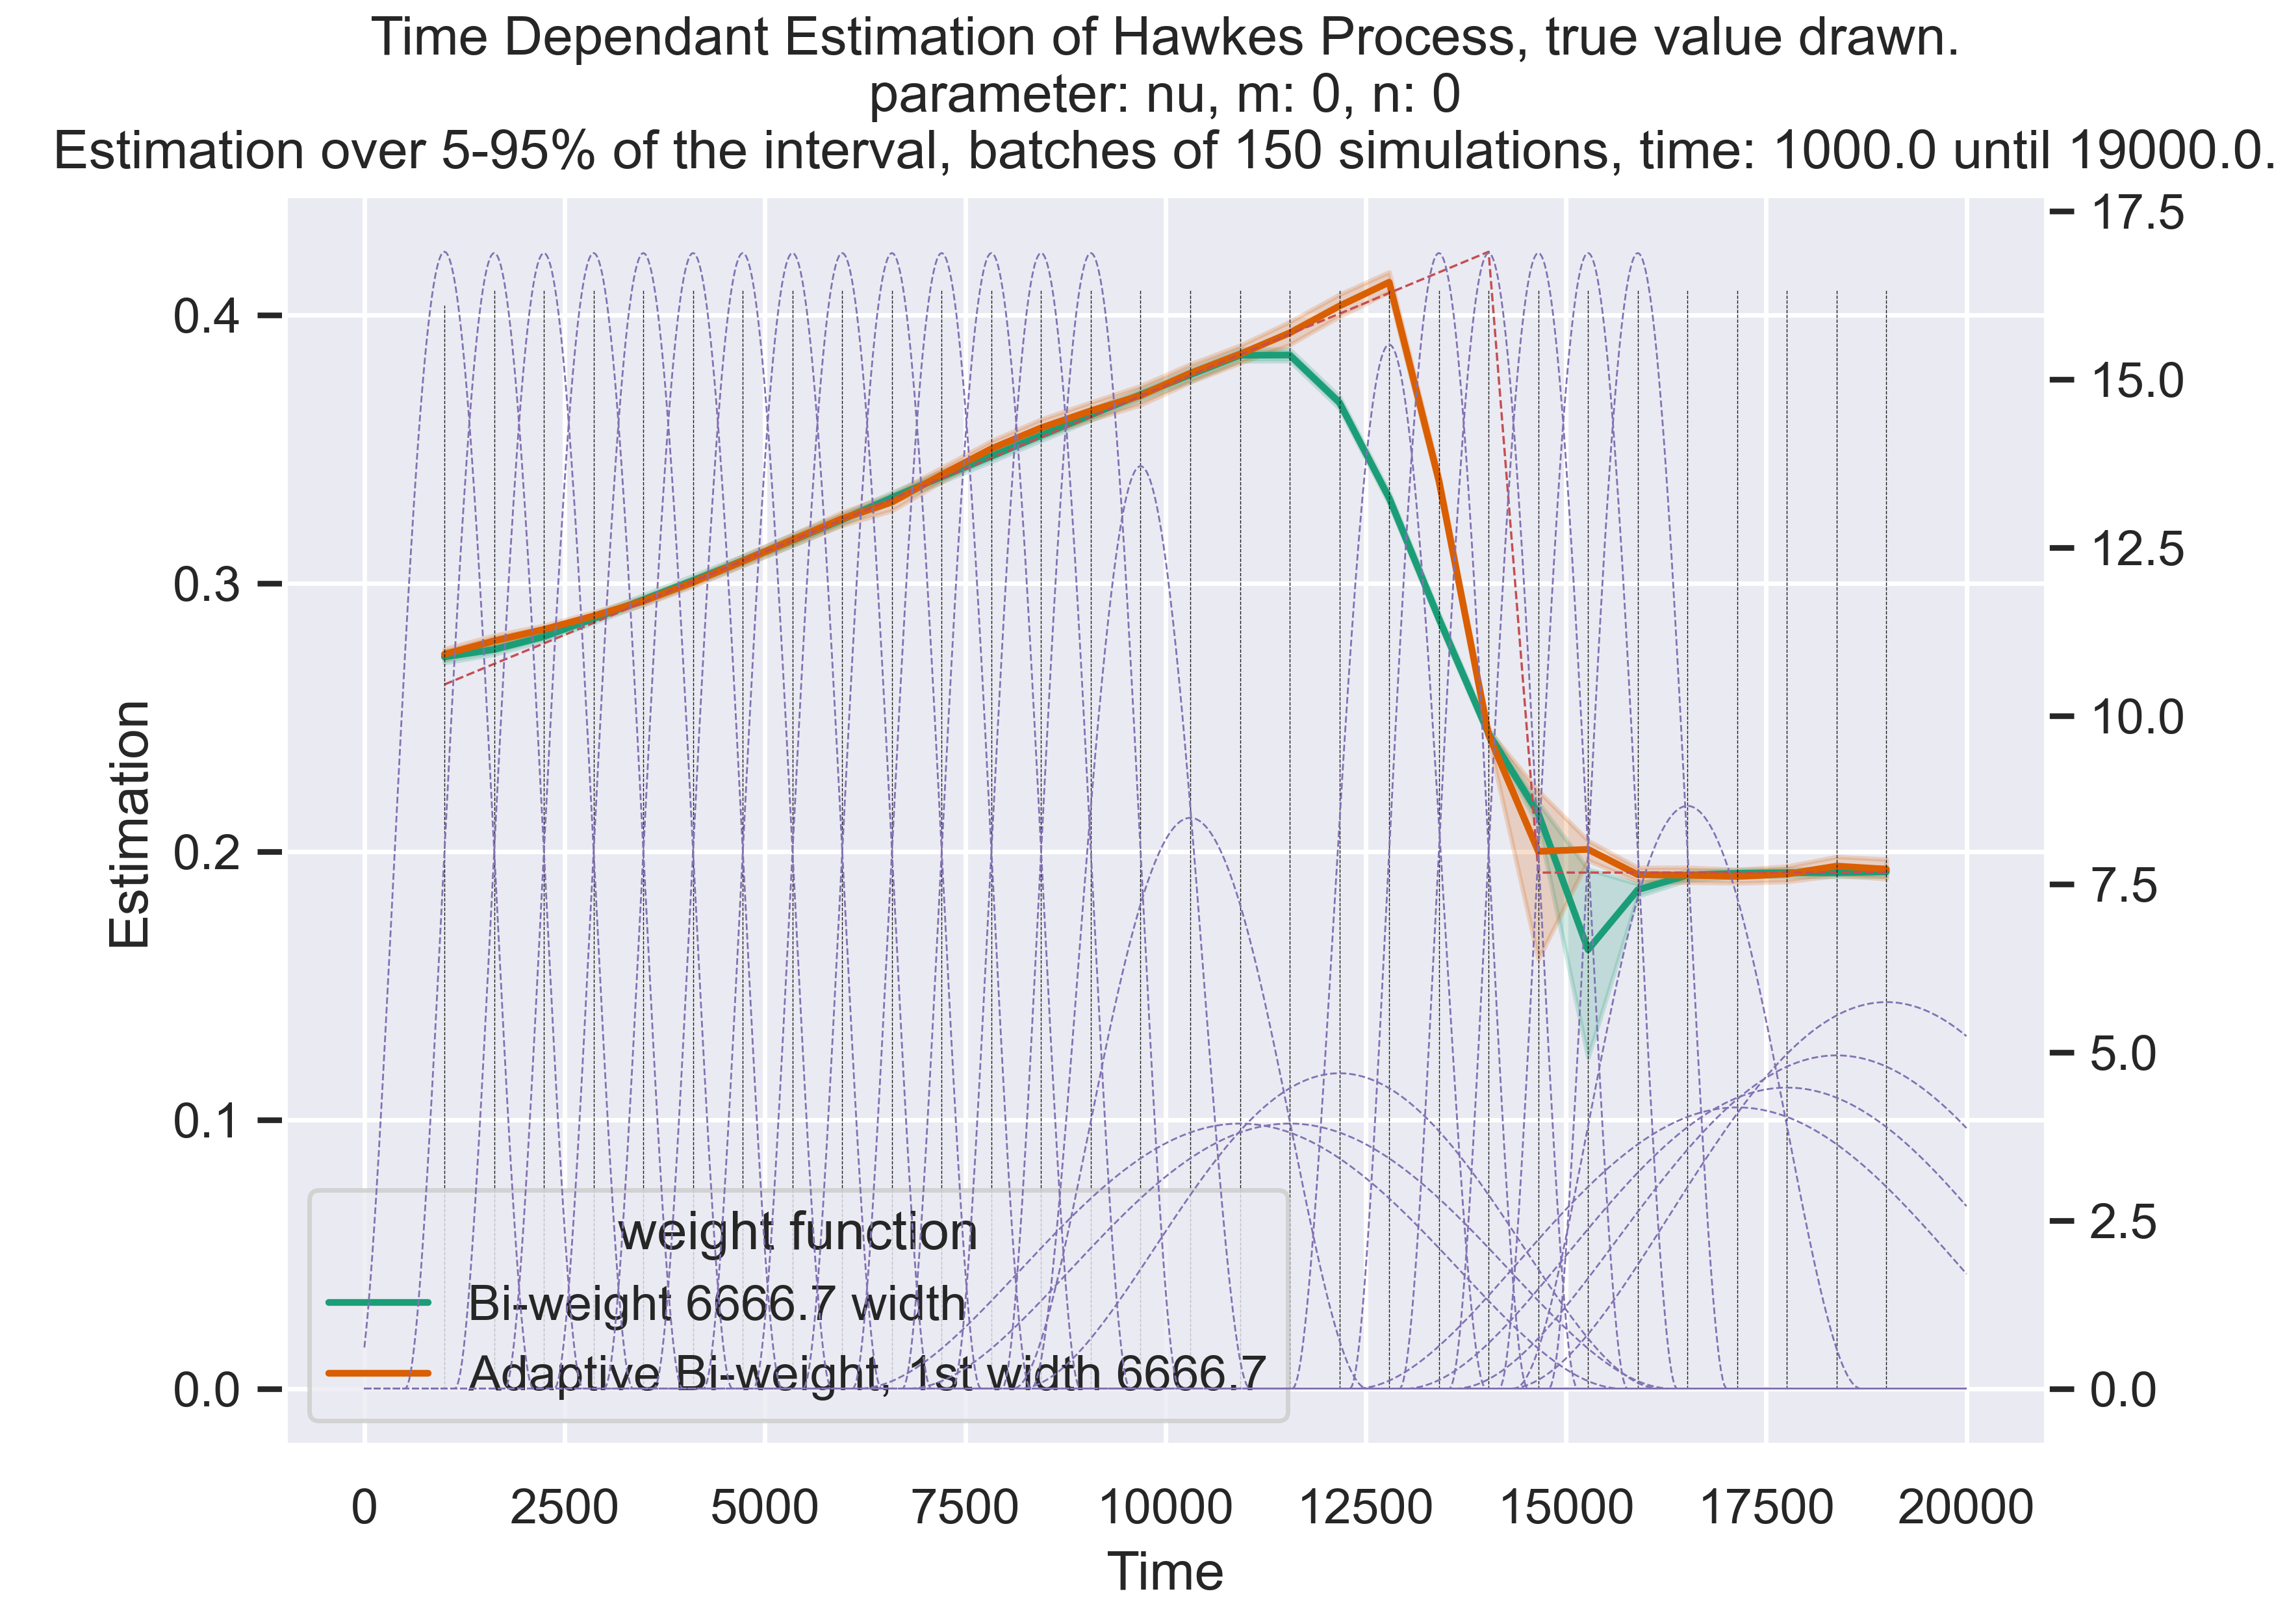 Time Dependant Estimation of Hawkes Process, true value drawn.
parameter: nu, m: 0, n: 0
Estimation over 5-95% of the interval, batches of 150 simulations, time: 1000.0 until 19000.0.
17.5
0.4
15.0
12.5
0.3
10.0
Estimation
0.2
7.5
5.0
0.1
2.5
weight function
Bi-weight 6666.7 width
Adaptive Bi-weight, 1st width 6666.7
0.0
0.0
0 2500 5000 7500 10000 12500 15000 17500 20000
Time